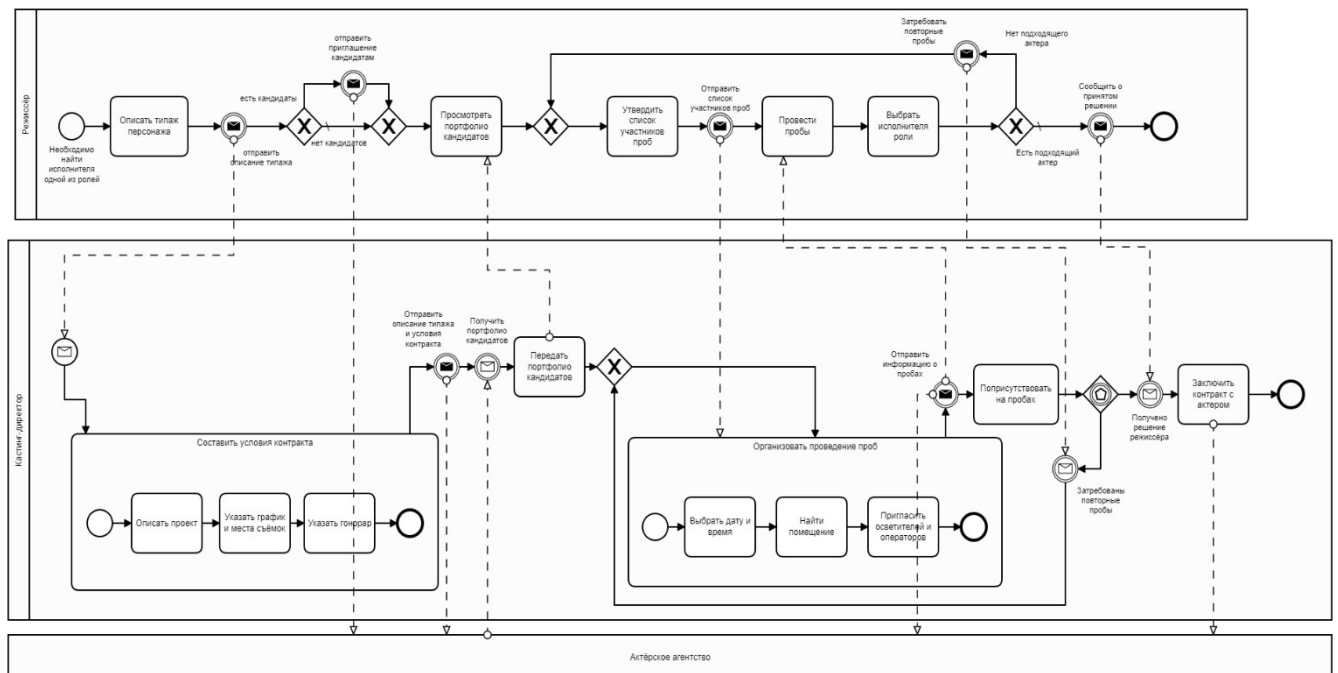 Режиссёр
Необходимо
найти
исполнителя
одной из ролей
Описать типаж
персонажа
отправить
описание типажа
есть кандидаты
отправить
приглашение
кандидатам
нет кандидатов
Просмотреть
портфолио
кандидатов
Утвердить
список
участников
проб
Отправить
список
участников проб
Провести
пробы
Выбрать
исполнителя
роли
Затребовать
повторные
пробы
Нет подходящего
актера
Есть подходящий
актер
Сообщить о
принятом
решении
Кастинг-директор
Составить условия контракта
Описать проект
Указать график
и места съёмок
Указать гонорар
Отправить
описание типажа
и условия
контракта
Получить
портфолио
кандидатов
Передать
портфолио
кандидатов
Организовать проведение проб
Выбрать дату и
время
Найти
помещение
Пригласить
осветителей и
операторов
Отправить
информацию о
пробах
Поприсутствовать
на пробах
Затребованы
повторные
пробы
Получено
решение
режиссёра
Заключить
контракт с
актером
Актёрское агентство